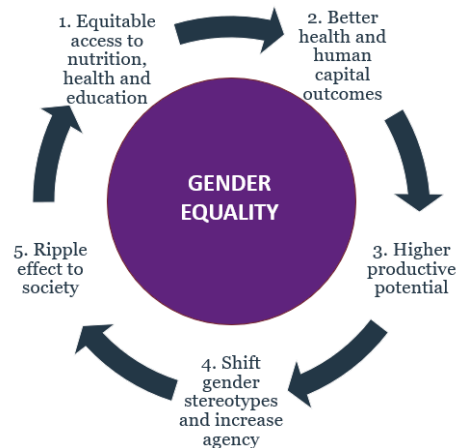 1. Equitable
access to
nutrition,
health and
education
2. Better
health and
human
capital
outcomes
GENDER
EQUALITY
3. Higher
productive
potential
4. Shift
gender
stereotypes
and increase
agency
5. Ripple
effect to
society